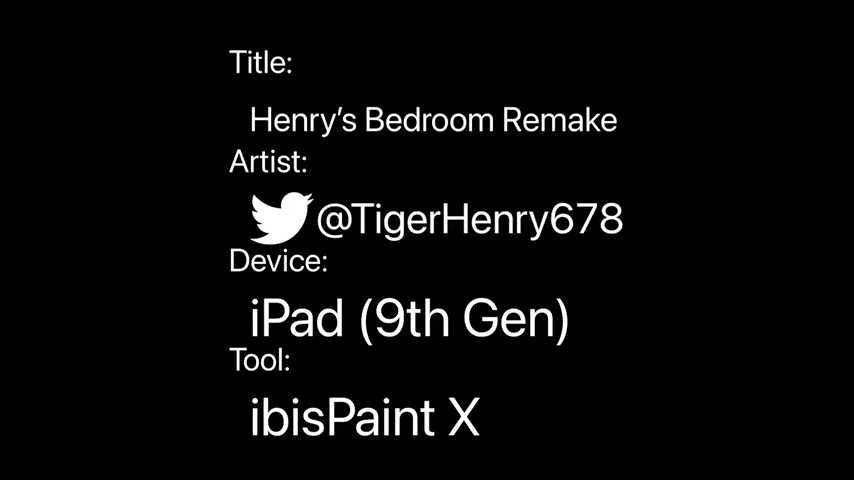 Title:
Henry’s Bedroom Remake
Artist:
@TigerHenry678
Device:
iPad (9th Gen)
Tool:
ibisPaint X